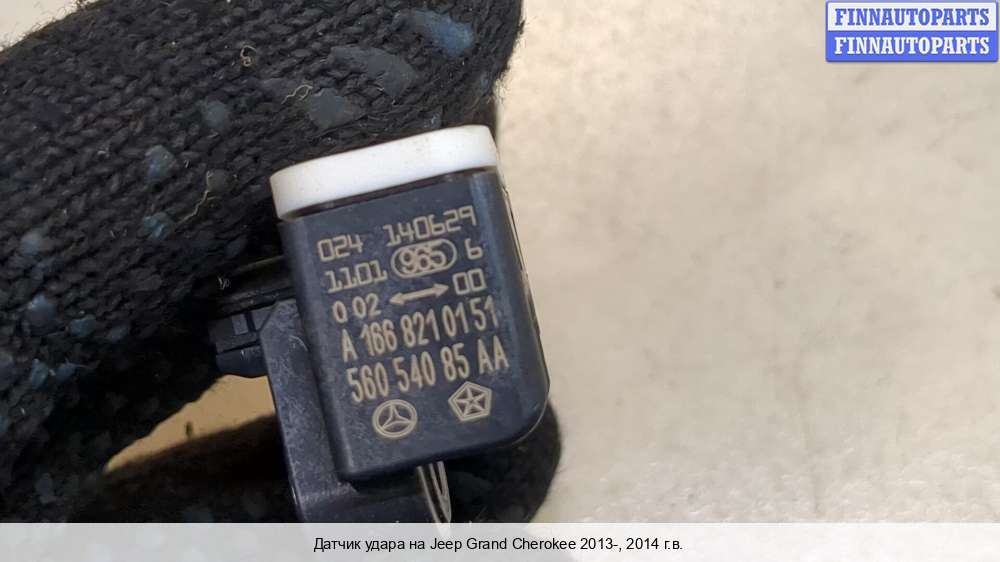 FINNAUTOPARTS
FINNAUTOPARTS
024 140629
1101 965 6
0 02 ↔ 00
A 166 821 01 51
560 540 85 AA
Датчик удара на Jeep Grand Cherokee 2013-, 2014 г.в.